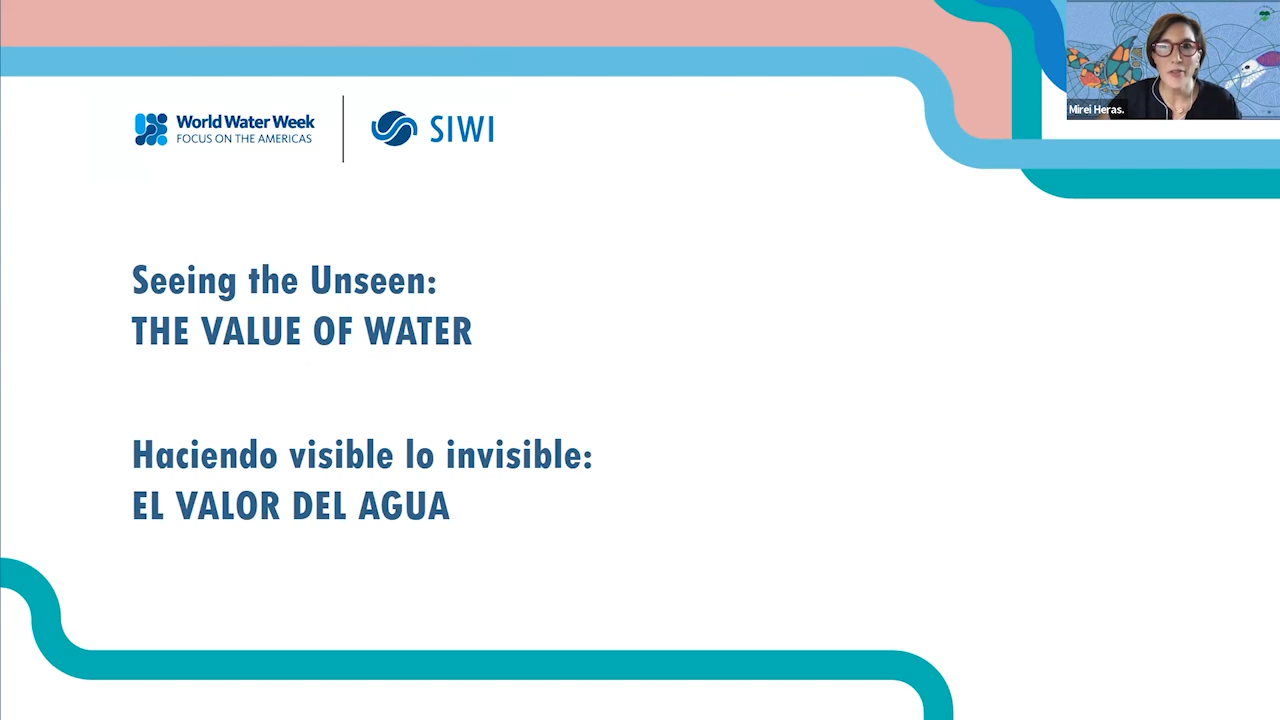 World Water Week
FOCUS ON THE AMERICAS
SIWI
Mirei Heras.
Seeing the Unseen:
THE VALUE OF WATER
Haciendo visible lo invisible:
EL VALOR DEL AGUA